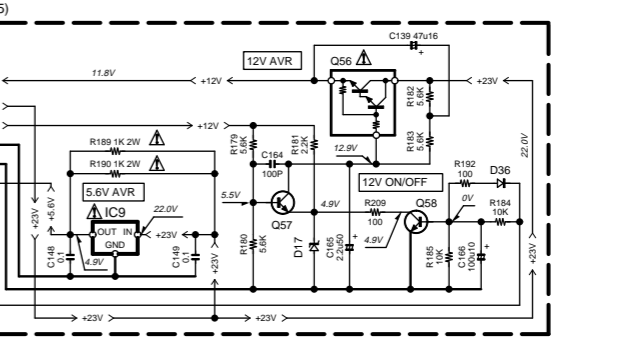 5)
C139 47u16
+
12V AVR
Q56
11.8V
+12V
+23V
R182
5.6K
+12V
R189 1K 2W
R179
5.6K
R181
2.2K
12.9V
R183
5.6K
22.0V
R190 1K 2W
C164
100P
R192
100
D36
5.6V AVR
12V ON/OFF
5.5V
4.9V
R209
100
Q58
0V
R184
10K
+23V
+5.6V
IC9
22.0V
OUT IN
GND
+23V
Q57
4.9V
C148
0.1
4.9V
C149
0.1
+23V
R180
5.6K
D17
C165
2.2u50
+
R185
10K
C166
100u10
+
+23V
+23V
+23V